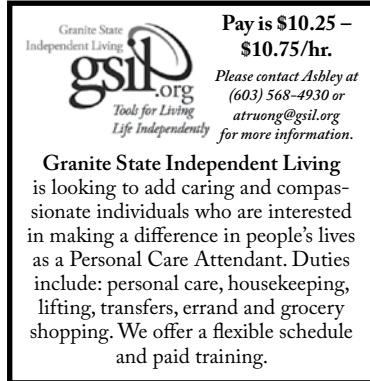 Granite State
Independent Living
gsil
.org
Tools for Living
Life Independently
Pay is $10.25 –
$10.75/hr.
Please contact Ashley at
(603) 568-4930 or
atruong@gsil.org
for more information.
Granite State Independent Living
is looking to add caring and compas-
sionate individuals who are interested
in making a difference in people's lives
as a Personal Care Attendant. Duties
include: personal care, housekeeping,
lifting, transfers, errand and grocery
shopping. We offer a flexible schedule
and paid training.